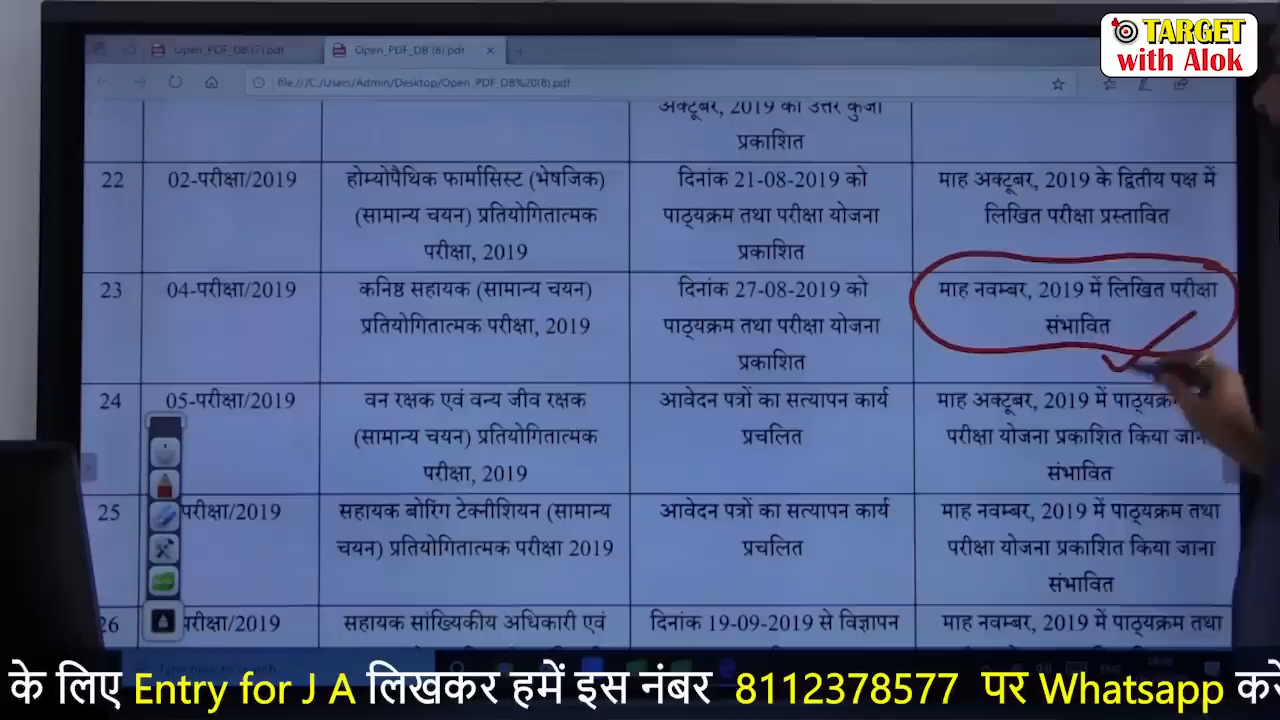 TARGET
with Alok
Open_PDF_DB (7).pdf
Open_PDF_DB (8).pdf
file:///C:/Users/Admin/Desktop/Open_PDF_DB%20(8).pdf
अक्टूबर, 2019 को उत्तर कुंजी
प्रकाशित
22
02-परीक्षा/2019
होम्योपैथिक फार्मासिस्ट (भेषजिक)
(सामान्य चयन) प्रतियोगितात्मक
परीक्षा, 2019
दिनांक 21-08-2019 को
पाठ्यक्रम तथा परीक्षा योजना
प्रकाशित
माह अक्टूबर, 2019 के द्वितीय पक्ष में
लिखित परीक्षा प्रस्तावित
23
04-परीक्षा/2019
कनिष्ठ सहायक (सामान्य चयन)
प्रतियोगितात्मक परीक्षा, 2019
दिनांक 27-08-2019 को
पाठ्यक्रम तथा परीक्षा योजना
प्रकाशित
माह नवम्बर, 2019 में लिखित परीक्षा
संभावित
24
05-परीक्षा/2019
वन रक्षक एवं वन्य जीव रक्षक
(सामान्य चयन) प्रतियोगितात्मक
परीक्षा, 2019
आवेदन पत्रों का सत्यापन कार्य
प्रचलित
माह अक्टूबर, 2019 में पाठ्यक्रम
परीक्षा योजना प्रकाशित किया जाना
संभावित
25
परीक्षा/2019
सहायक बोरिंग टेक्नीशियन (सामान्य
चयन) प्रतियोगितात्मक परीक्षा 2019
आवेदन पत्रों का सत्यापन कार्य
प्रचलित
माह नवम्बर, 2019 में पाठ्यक्रम तथा
परीक्षा योजना प्रकाशित किया जाना
संभावित
26
परीक्षा/2019
सहायक सांख्यिकीय अधिकारी एवं
दिनांक 19-09-2019 से विज्ञापन
माह नवम्बर, 2019 में पाठ्यक्रम तथा
Type here to search
के लिए Entry for J A लिखकर हमें इस नंबर 8112378577 पर Whatsapp करे